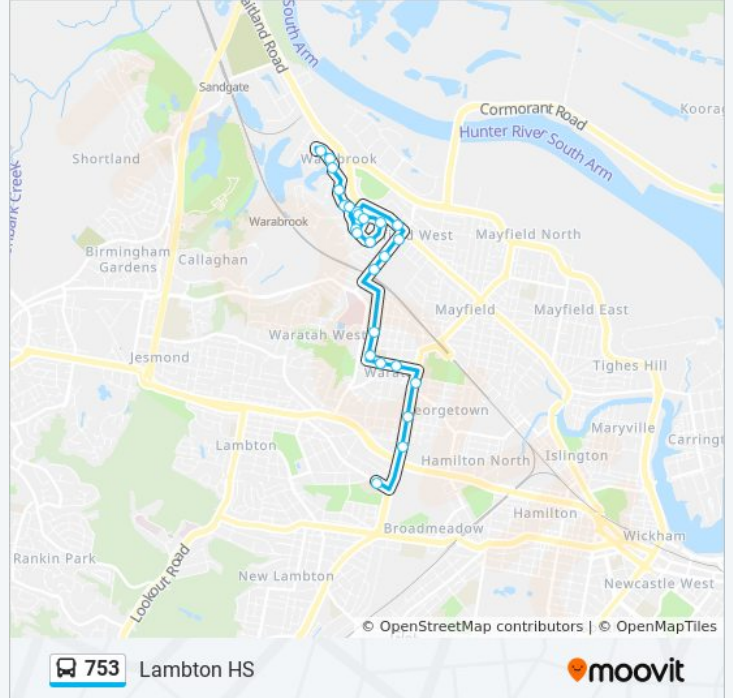 aitland Road
South Arm
Sandgate
Cormorant Road
Koorag
Hunter River South Arm
Shortland
Warabrook
Warabrook
Mayfield North
Birmingham
Gardens
Callaghan
Mayfield
Mayfield East
Waratah West
Jesmond
Tighes Hill
eorgetown
Maryville
Carringt
Lambton
Hamilton North
Islington
Hamilton
Broadmeadow
Wickham
Rankin Park
Lookout Road
New Lambton
Newcastle West
© OpenStreetMap contributors | © OpenMapTiles
753 Lambton HS
moovit